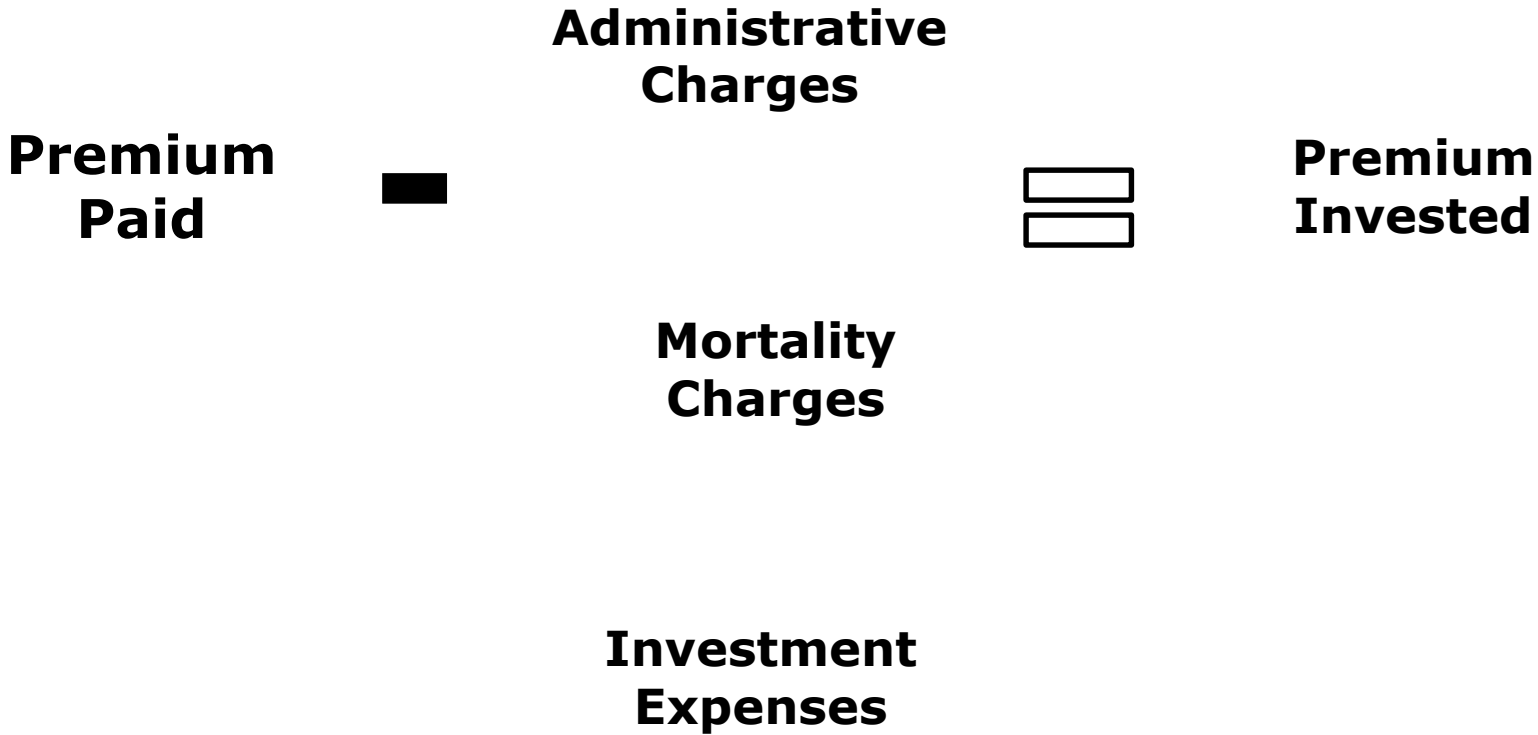 Administrative
Charges
Premium
Paid
Premium
Invested
Mortality
Charges
Investment
Expenses